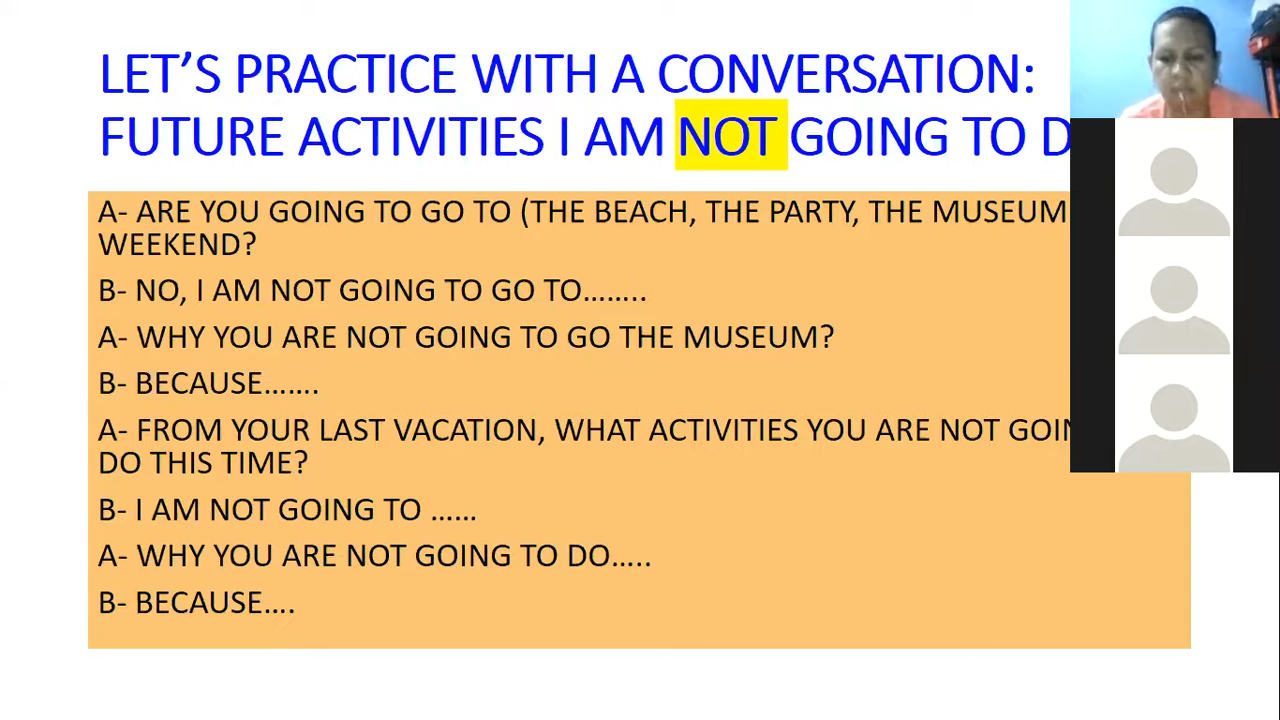 LET’S PRACTICE WITH A CONVERSATION:
FUTURE ACTIVITIES I AM NOT GOING TO D
A- ARE YOU GOING TO GO TO (THE BEACH, THE PARTY, THE MUSEUM
WEEKEND?
B- NO, I AM NOT GOING TO GO TO……..
A- WHY YOU ARE NOT GOING TO GO THE MUSEUM?
B- BECAUSE…….
A- FROM YOUR LAST VACATION, WHAT ACTIVITIES YOU ARE NOT GOIN
DO THIS TIME?
B- I AM NOT GOING TO ……
A- WHY YOU ARE NOT GOING TO DO…..
B- BECAUSE….